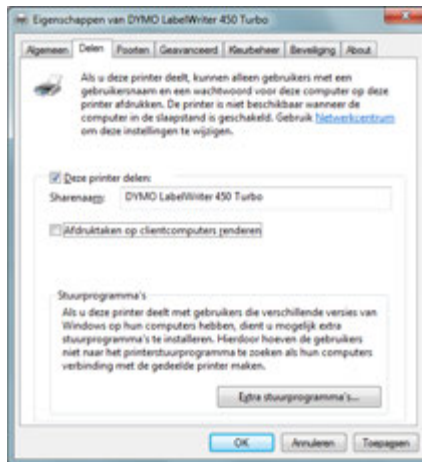 Eigenschappen van DYMO LabelWriter 450 Turbo
Algemeen Delen Poorten Geavanceerd Kleurbeheer Beveiliging About
Als u deze printer deelt, kunnen alleen gebruikers met een
gebruikersnaam en een wachtwoord voor deze computer op deze
printer afdrukken. De printer is niet beschikbaar wanneer de
computer in de slaapstand is geschakeld. Gebruik Netwerkcentrum
om deze instellingen te wijzigen.
Deze printer delen:
Sharenaam: DYMO LabelWriter 450 Turbo
Afdruktaken op clientcomputers renderen
Stuurprogramma's
Als u deze printer deelt met gebruikers die verschillende versies van
Windows op hun computers hebben, dient u mogelijk extra
stuurprogramma's te installeren. Hierdoor hoeven de gebruikers
niet naar het printerstuurprogramma te zoeken als hun computers
verbinding met de gedeelde printer maken.
Extra stuurprogramma's...
OK Annuleren Toepassen